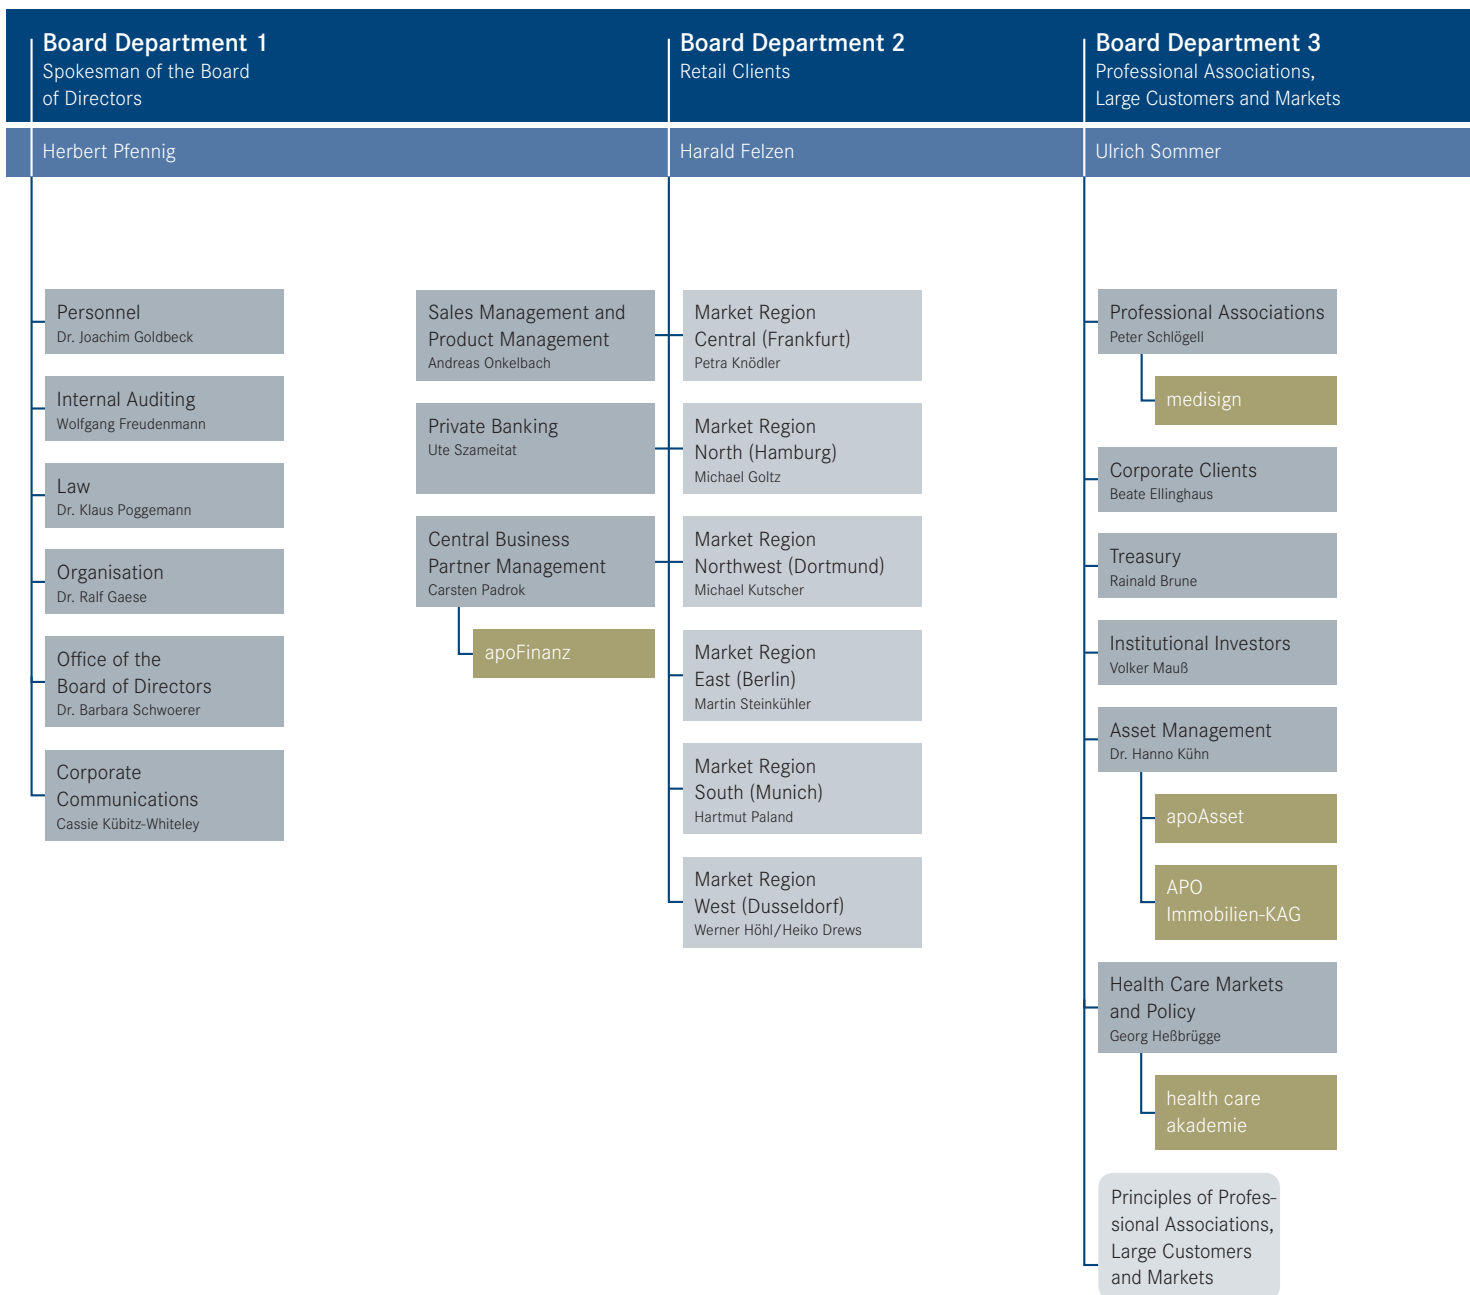 Board Department 1
Spokesman of the Board
of Directors
Herbert Pfennig
Personnel
Dr. Joachim Goldbeck
Internal Auditing
Wolfgang Freudenmann
Law
Dr. Klaus Poggemann
Organisation
Dr. Ralf Gaese
Office of the
Board of Directors
Dr. Barbara Schwoerer
Corporate
Communications
Cassie Kübitz-Whiteley
Board Department 2
Retail Clients
Harald Felzen
Sales Management and
Product Management
Andreas Onkelbach
Private Banking
Ute Szameitat
Central Business
Partner Management
Carsten Padrok
apoFinanz
Market Region
Central (Frankfurt)
Petra Knödler
Market Region
North (Hamburg)
Michael Goltz
Market Region
Northwest (Dortmund)
Michael Kutscher
Market Region
East (Berlin)
Martin Steinkühler
Market Region
South (Munich)
Hartmut Paland
Market Region
West (Dusseldorf)
Werner Höhl/Heiko Drews
Board Department 3
Professional Associations,
Large Customers and Markets
Ulrich Sommer
Professional Associations
Peter Schlögell
medisign
Corporate Clients
Beate Ellinghaus
Treasury
Rainald Brune
Institutional Investors
Volker Mauß
Asset Management
Dr. Hanno Kühn
apoAsset
APO
Immobilien-KAG
Health Care Markets
and Policy
Georg Heßbrügge
health care
akademie
Principles of Profes-
sional Associations,
Large Customers
and Markets